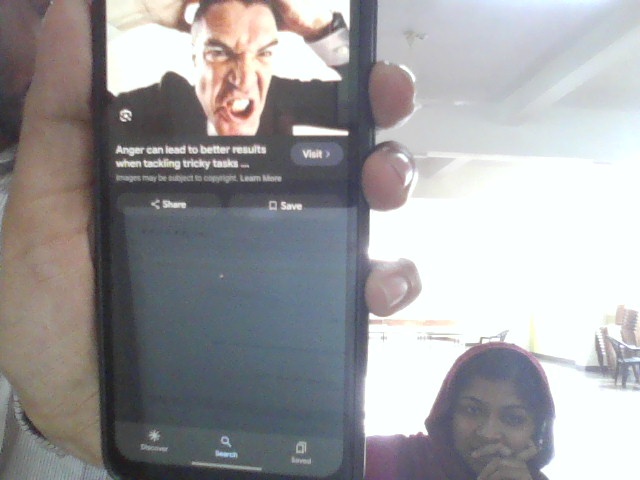 Anger can lead to better results
when tackling tricky tasks ...
Visit >
Images may be subject to copyright. Learn More
Share
Save
Discover
Search
Saved